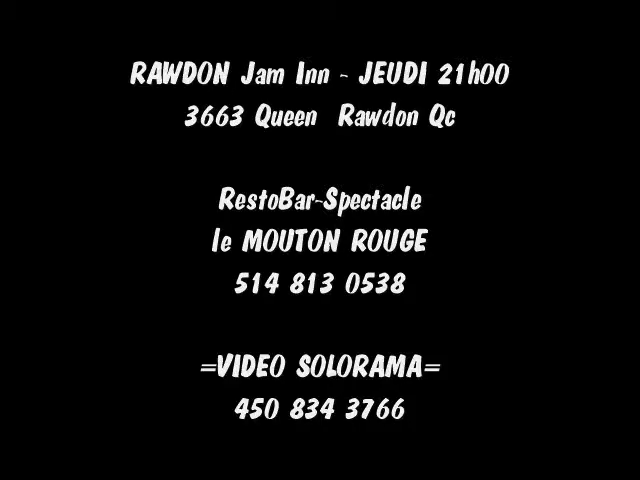 RAWDON Jam Inn - JEUDI 21h00
3663 Queen Rawdon Qc
RestoBar-Spectacle
le MOUTON ROUGE
514 813 0538
=VIDEO SOLORAMA=
450 834 3766